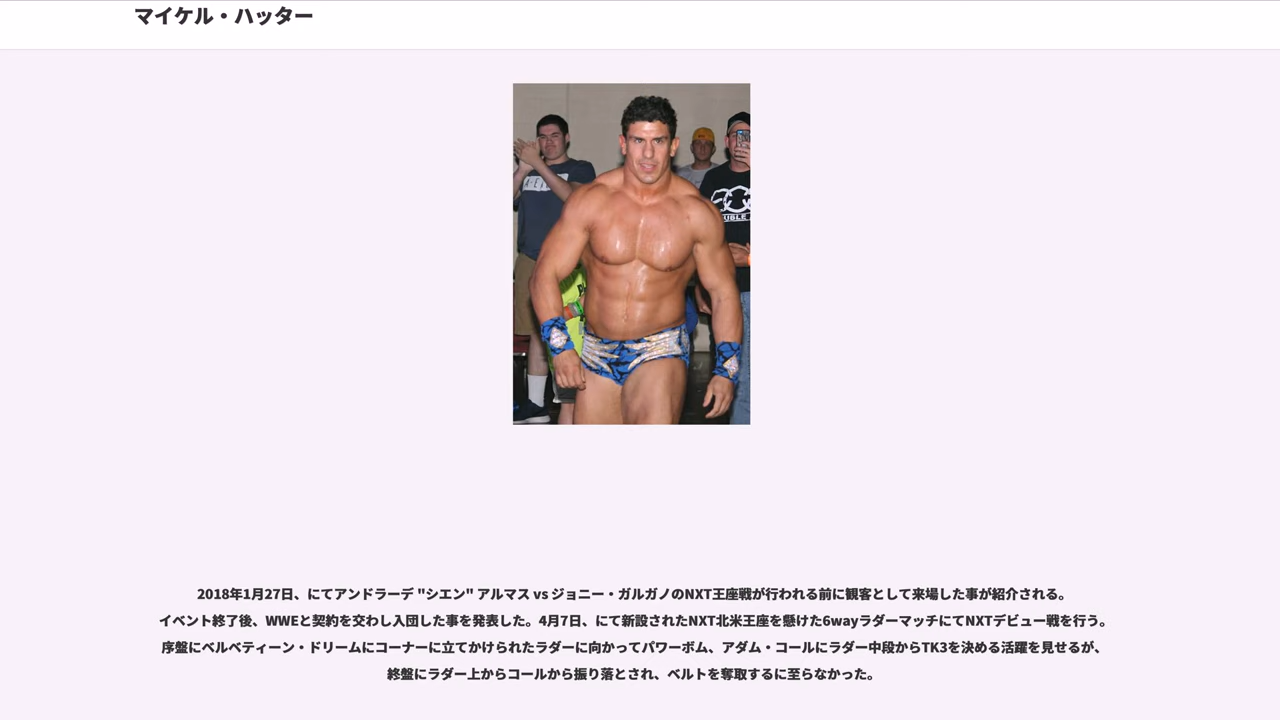 マイケル・ハッター
UBLE
2018年1月27日、にてアンドラーデ "シエン" アルマス vs ジョニー・ガルガノのNXT王座戦が行われる前に観客として来場した事が紹介される。
イベント終了後、WWEと契約を交わし入団した事を発表した。4月7日、にて新設されたNXT北米王座を懸けた6wayラダーマッチにてNXTデビュー戦を行う。
序盤にベルベティーン・ドリームにコーナーに立てかけられたラダーに向かってパワーボム、アダム・コールにラダー中段からTK3を決める活躍を見せるが、
終盤にラダー上からコールから振り落とされ、ベルトを奪取するに至らなかった。